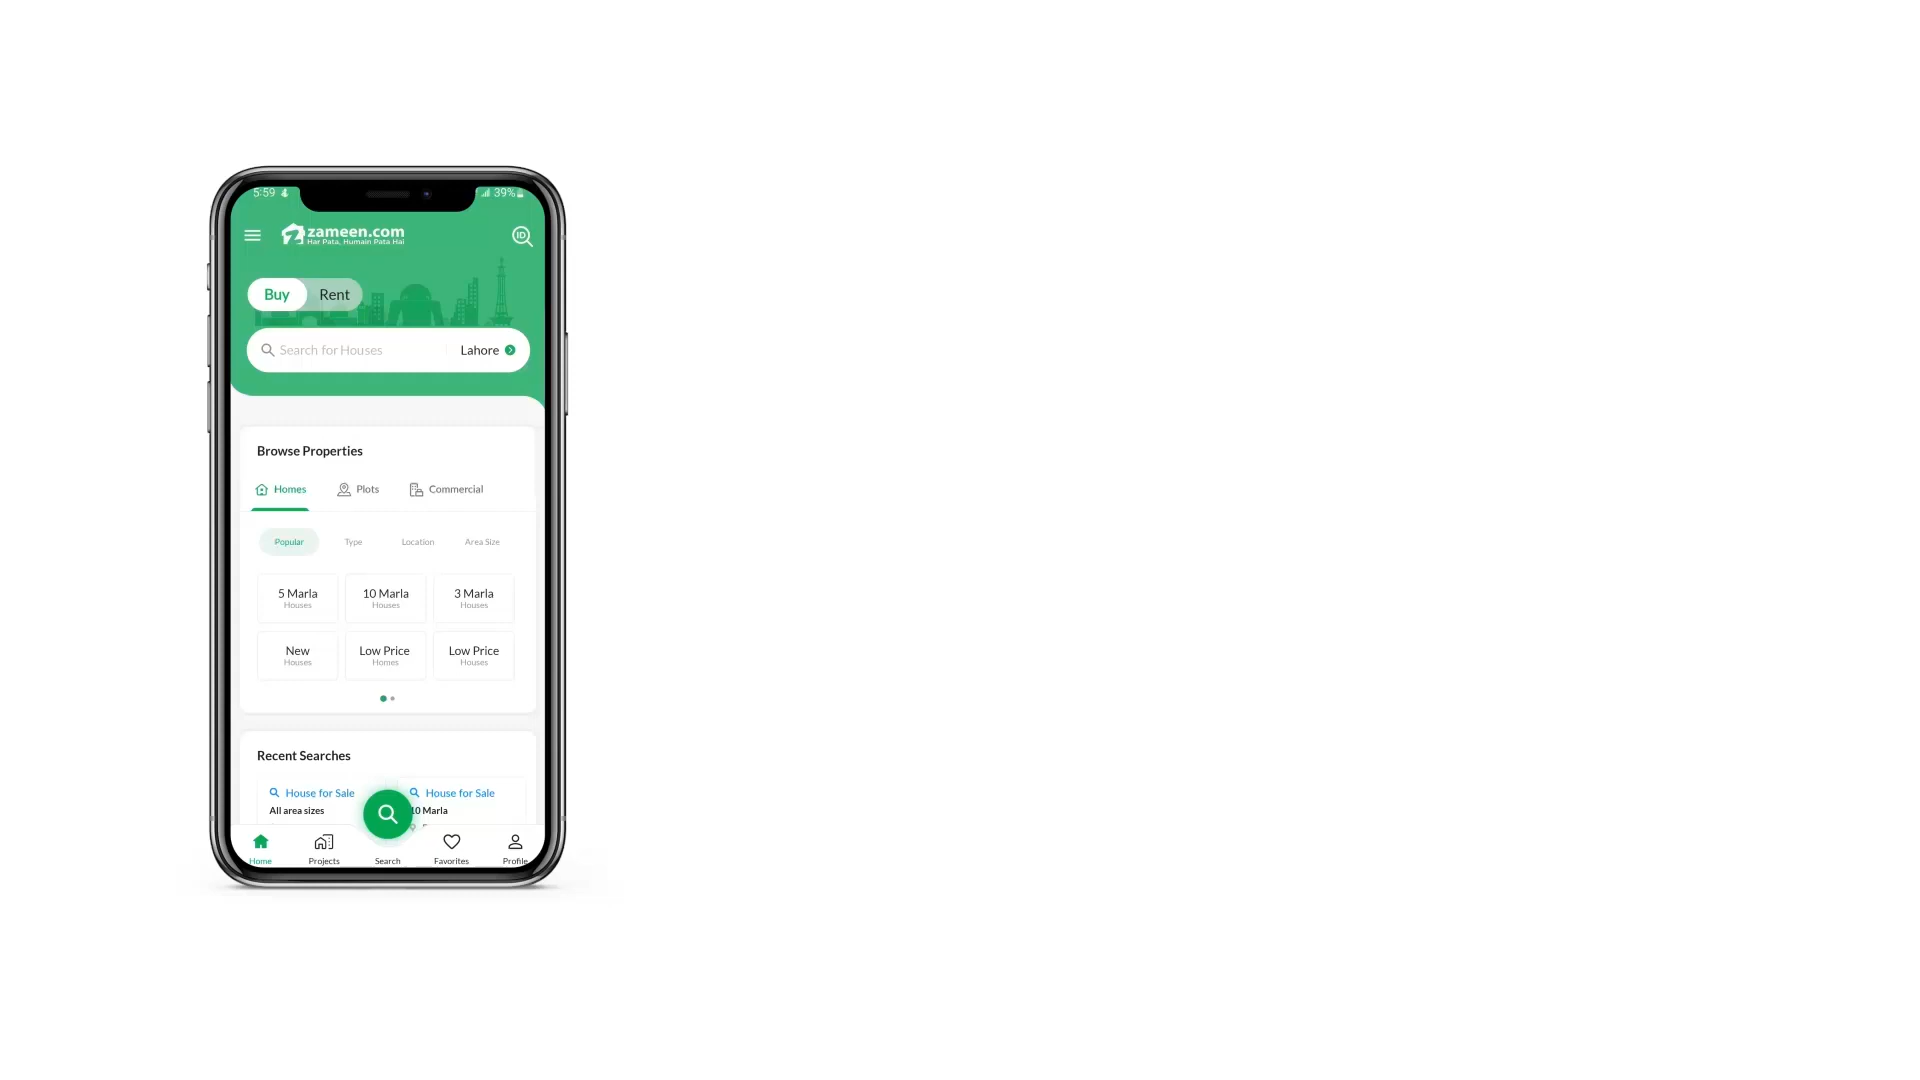 5:59 39%
zameen.com
Har Pata, Humain Pata Hai
ID
Buy Rent
Search for Houses Lahore
Browse Properties
Homes Plots Commercial
Popular Type Location Area Size
5 Marla 10 Marla 3 Marla
Houses Houses Houses
New Low Price Low Price
Houses Homes Houses
Recent Searches
House for Sale House for Sale
All area sizes 10 Marla
Home Projects Search Favorites Profile